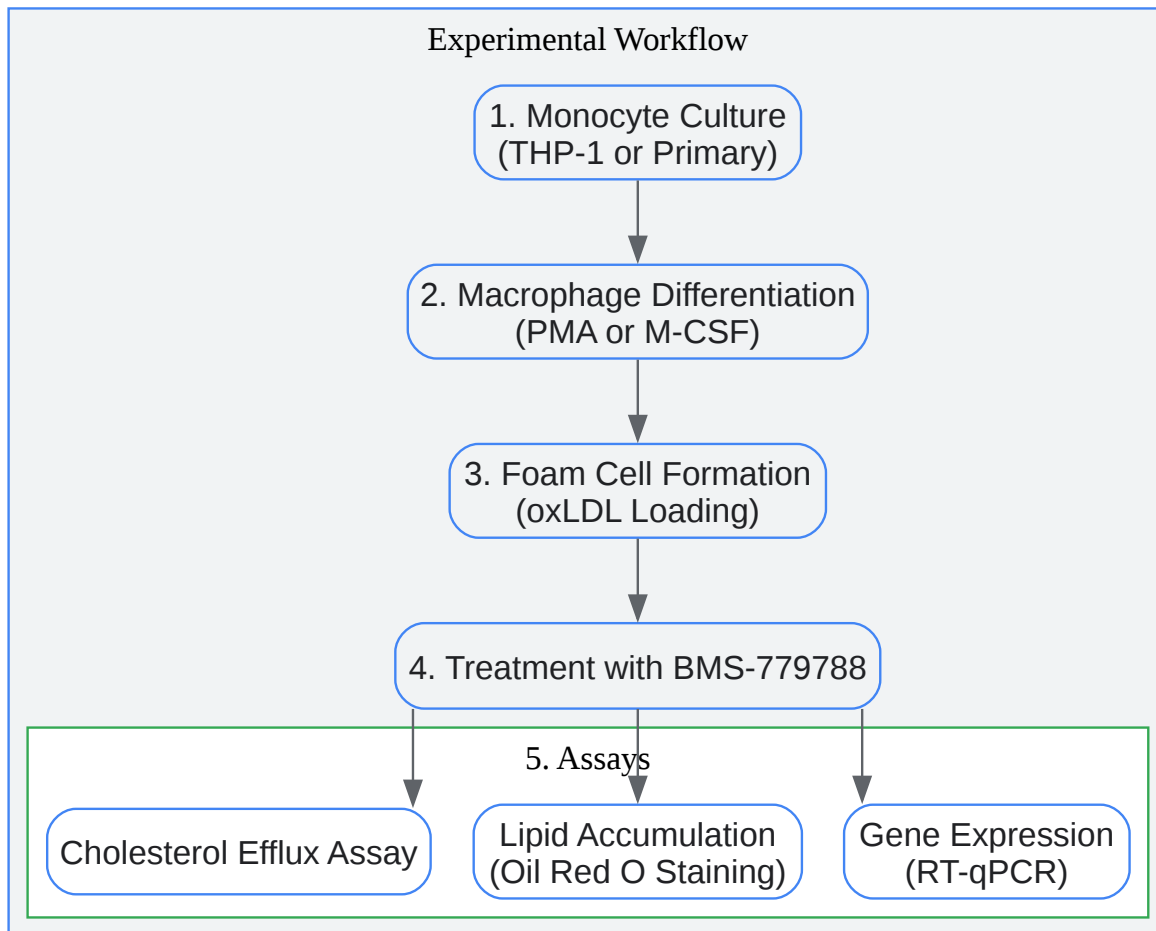 Experimental Workflow
1. Monocyte Culture
(THP-1 or Primary)
2. Macrophage Differentiation
(PMA or M-CSF)
3. Foam Cell Formation
(oxLDL Loading)
4. Treatment with BMS-779788
5. Assays
Cholesterol Efflux Assay
Lipid Accumulation
(Oil Red O Staining)
Gene Expression
(RT-qPCR)